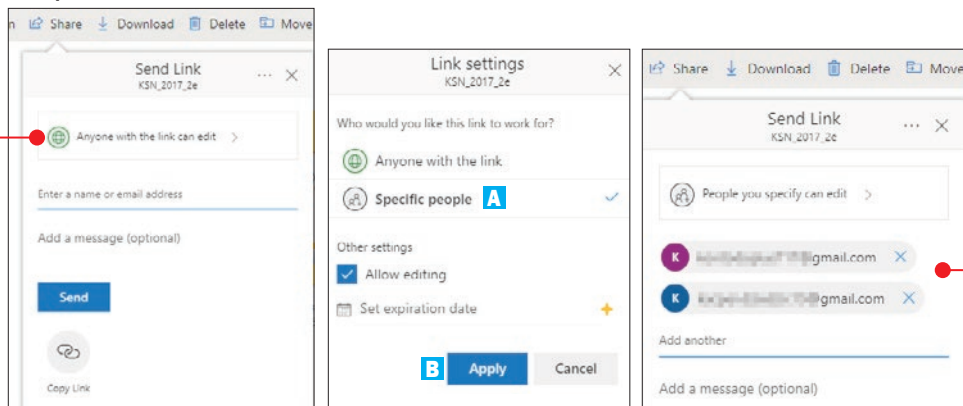 n Share Download Delete Move
Send Link
KSN_2017_2e
Anyone with the link can edit >
Enter a name or email address
Add a message (optional)
Send
Copy Link
Link settings
KSN_2017_2e
Who would you like this link to work for?
Anyone with the link
Specific people A
Other settings
Allow editing
Set expiration date
B Apply Cancel
Share Download Delete Move
Send Link
KSN_2017_2e
People you specify can edit >
K gmail.com
K gmail.com
Add another
Add a message (optional)